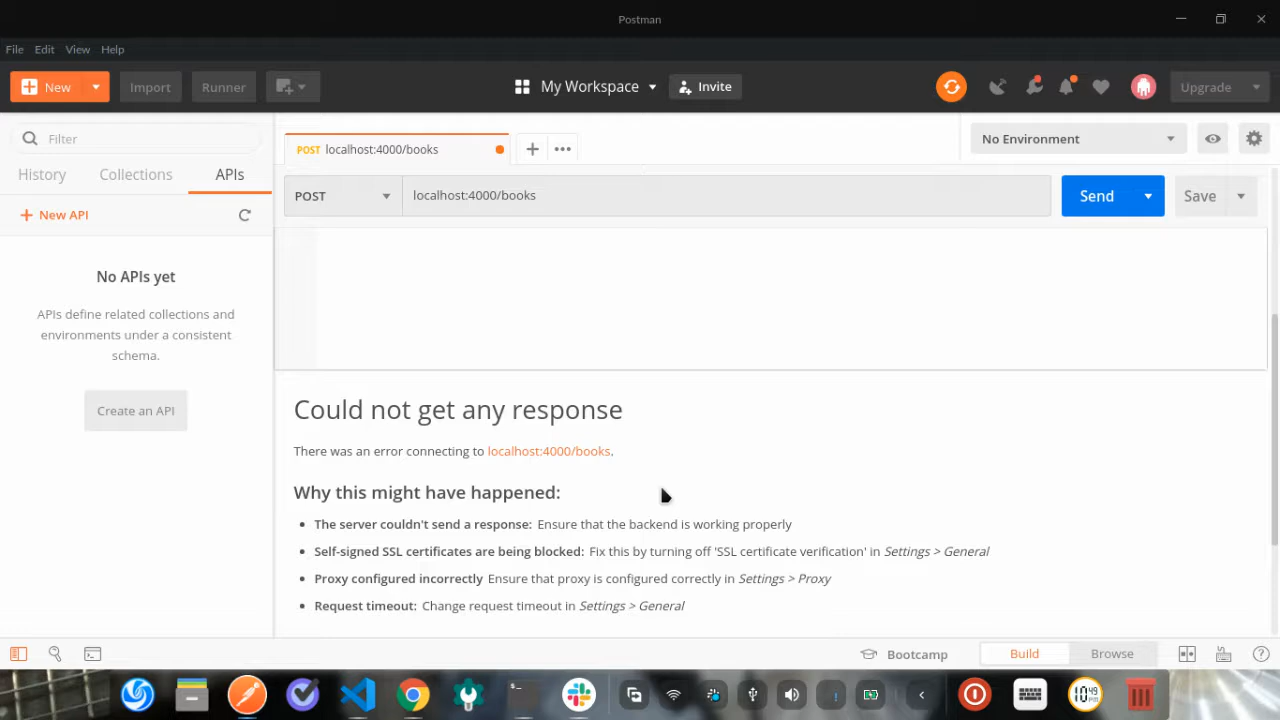 Postman
File Edit View Help
New Import Runner My Workspace Invite Upgrade
Filter
History Collections APIs
New API
No APIs yet
APIs define related collections and
environments under a consistent
schema.
Create an API
POST localhost:4000/books
No Environment
POST localhost:4000/books Send Save
Could not get any response
There was an error connecting to localhost:4000/books.
Why this might have happened:
The server couldn't send a response: Ensure that the backend is working properly
Self-signed SSL certificates are being blocked: Fix this by turning off 'SSL certificate verification' in Settings > General
Proxy configured incorrectly Ensure that proxy is configured correctly in Settings > Proxy
Request timeout: Change request timeout in Settings > General
Bootcamp Build Browse
10:49